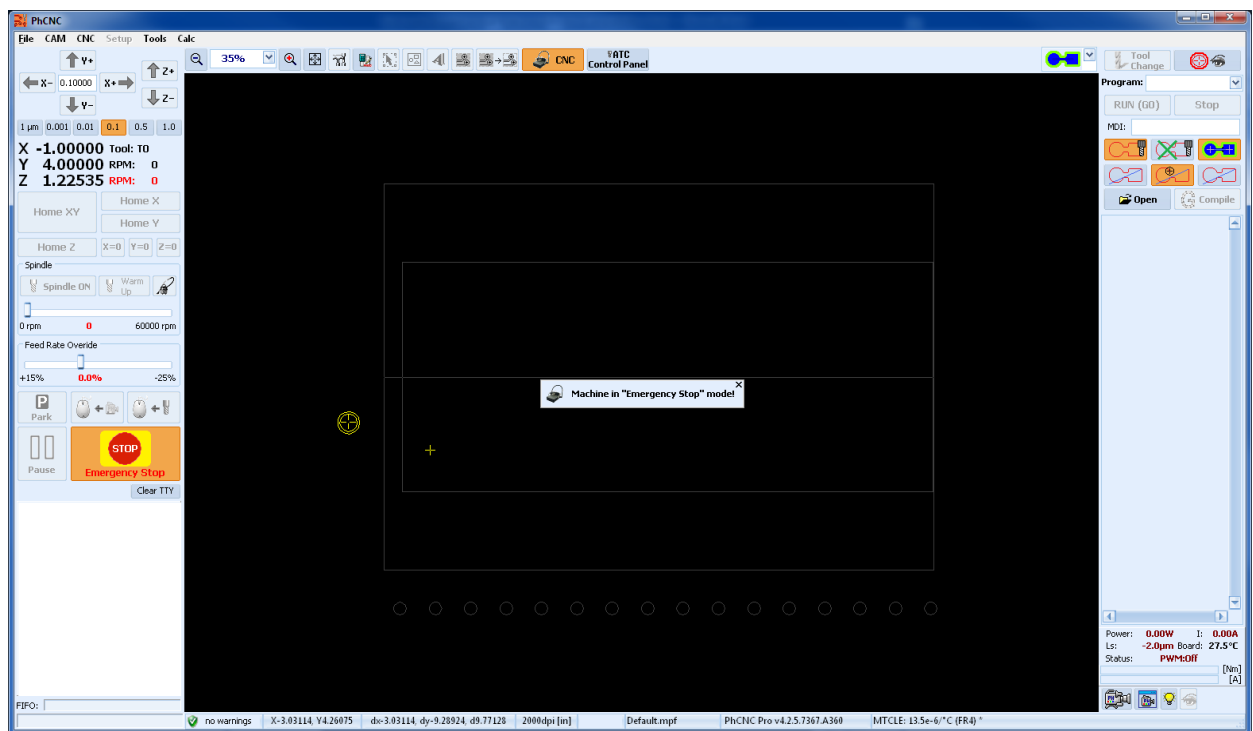 PhCNC
File CAM CNC Setup Tools Calc
Y+
Z+
X- 0.10000 X+
Y-
Z-
1 µm 0.001 0.01 0.1 0.5 1.0
X -1.00000 Tool: T0
Y 4.00000 RPM: 0
Z 1.22535 RPM: 0
Home XY
Home X
Home Y
Home Z X=0 Y=0 Z=0
Spindle
Spindle ON
Warm Up
0 rpm 0 60000 rpm
Feed Rate Overide
+15% 0.0% -25%
P
Park
Pause
STOP
Emergency Stop
Clear TTY
FIFO:
35%
CNC
ATC
Control Panel
Machine in "Emergency Stop" mode!
Tool
Change
Program:
RUN (GO) Stop
MDI:
Open Compile
Power: 0.00W I: 0.00A
Ls: -2.0µm Board: 27.5°C
Status: PWM:Off
[Nm]
[A]
no warnings X-3.03114, Y4.26075 dx-3.03114, dy-9.28924, d9.77128 2000dpi [in] Default.mpf PhCNC Pro v4.2.5.7367.A360 MTCLE: 13.5e-6/°C (FR4) *